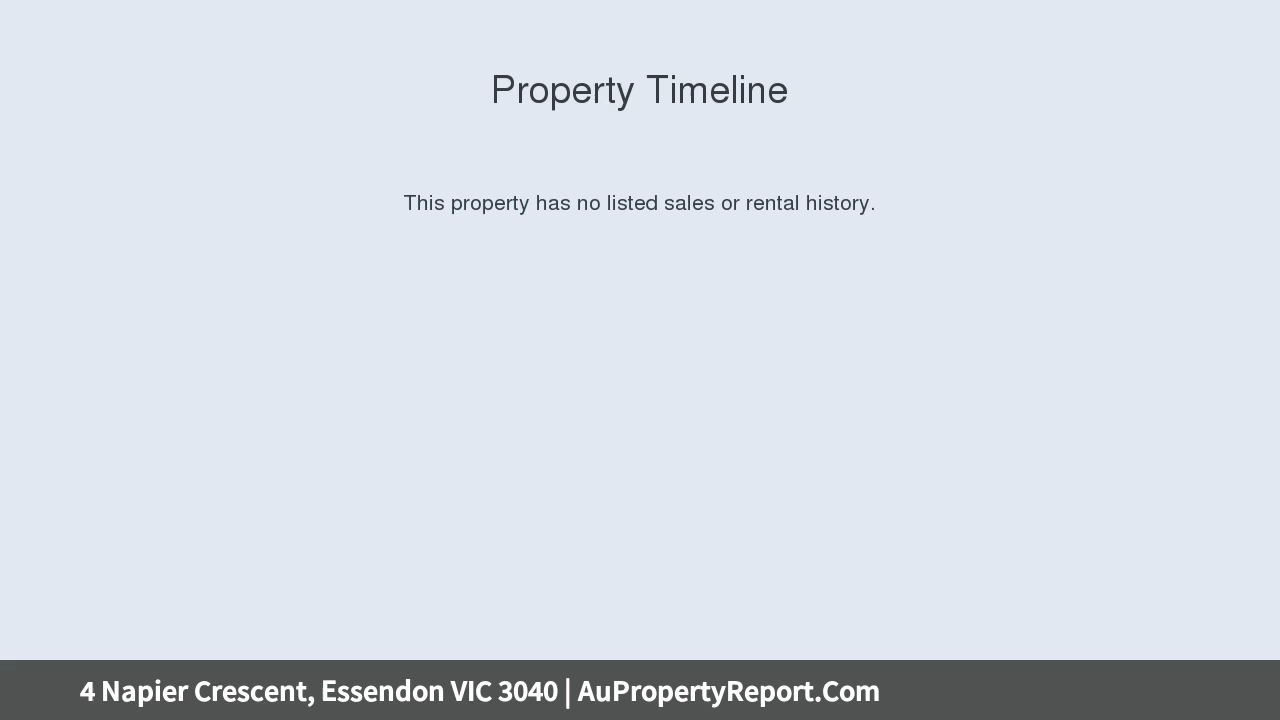 Property Timeline
This property has no listed sales or rental history.
4 Napier Crescent, Essendon VIC 3040 | AuPropertyReport.Com